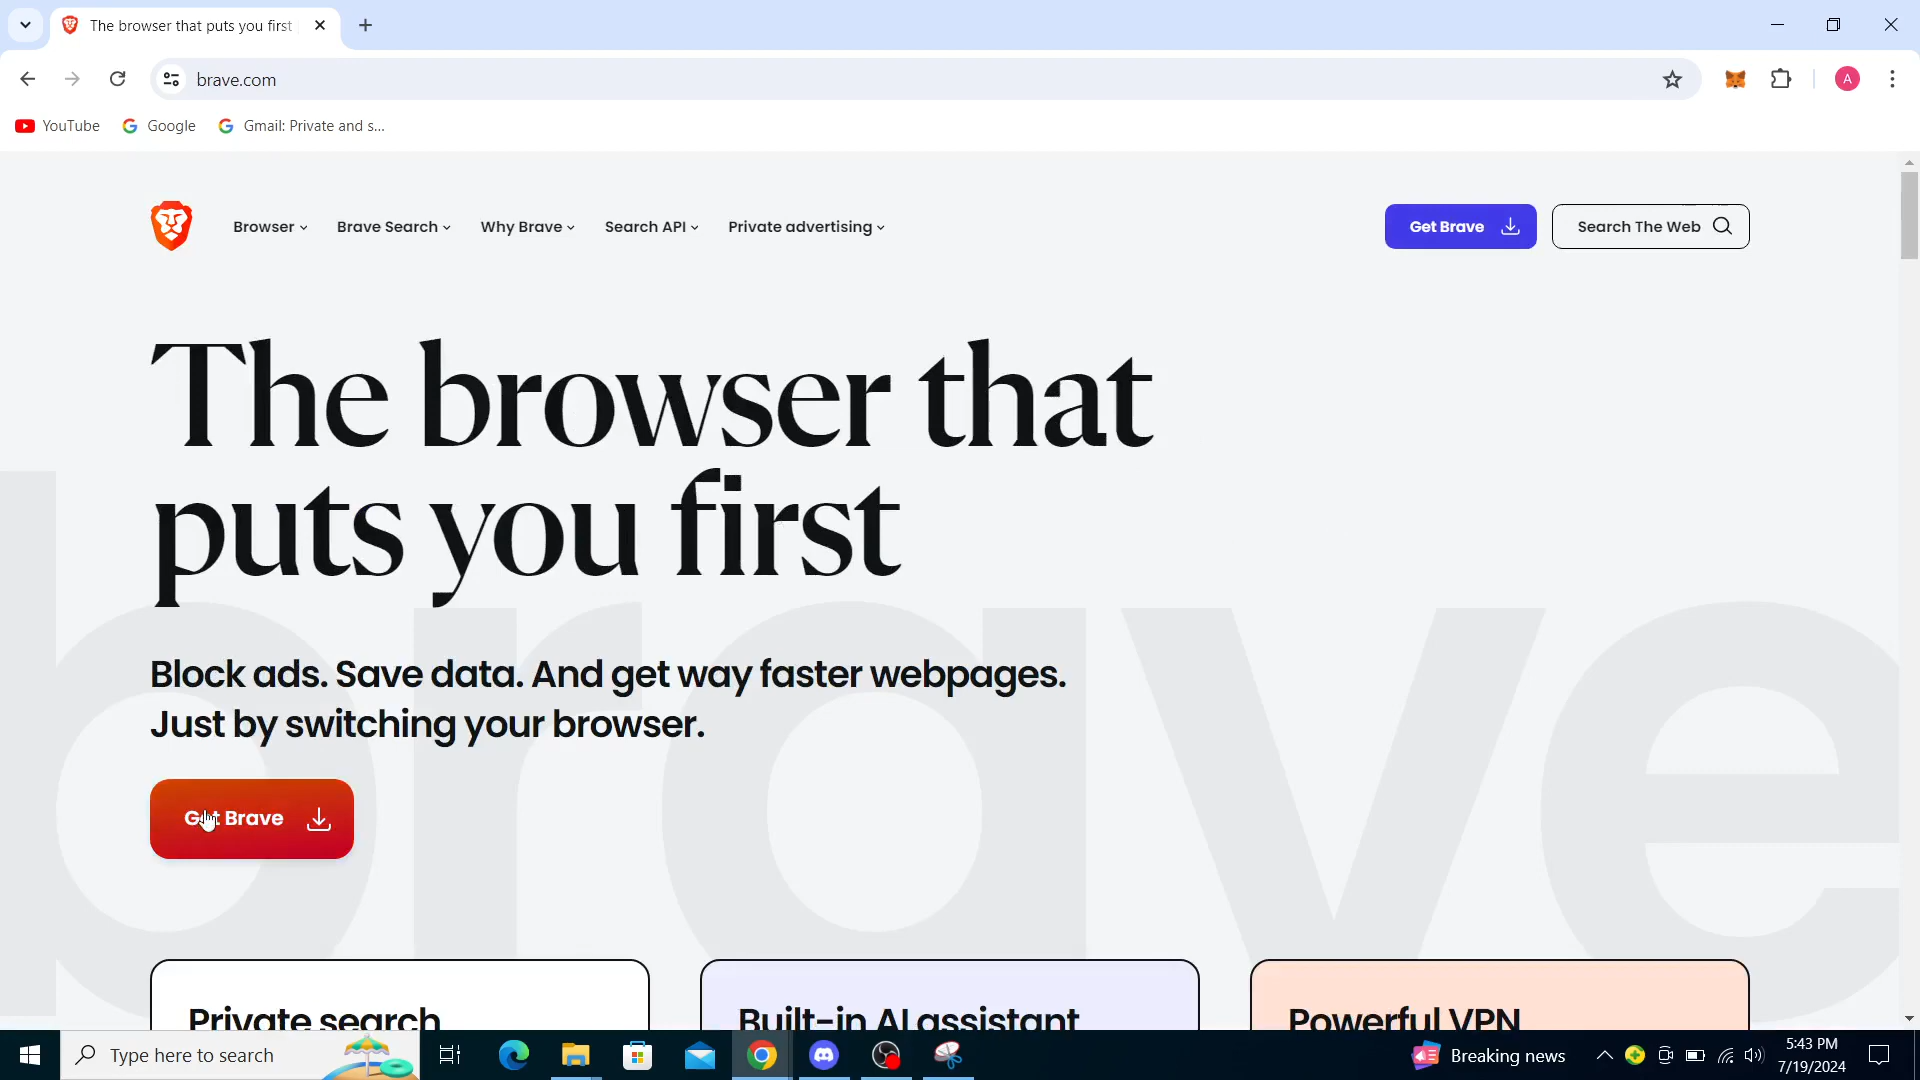 The browser that puts you first
brave.com
A
YouTube
Google
Gmail: Private and s...
Browser
Brave Search
Why Brave
Search API
Private advertising
Get Brave
Search The Web
The browser that
puts you first
Block ads. Save data. And get way faster webpages.
Just by switching your browser.
Get Brave
Private search
Built-in AI assistant
Powerful VPN
Type here to search
Breaking news
5:43 PM
7/19/2024